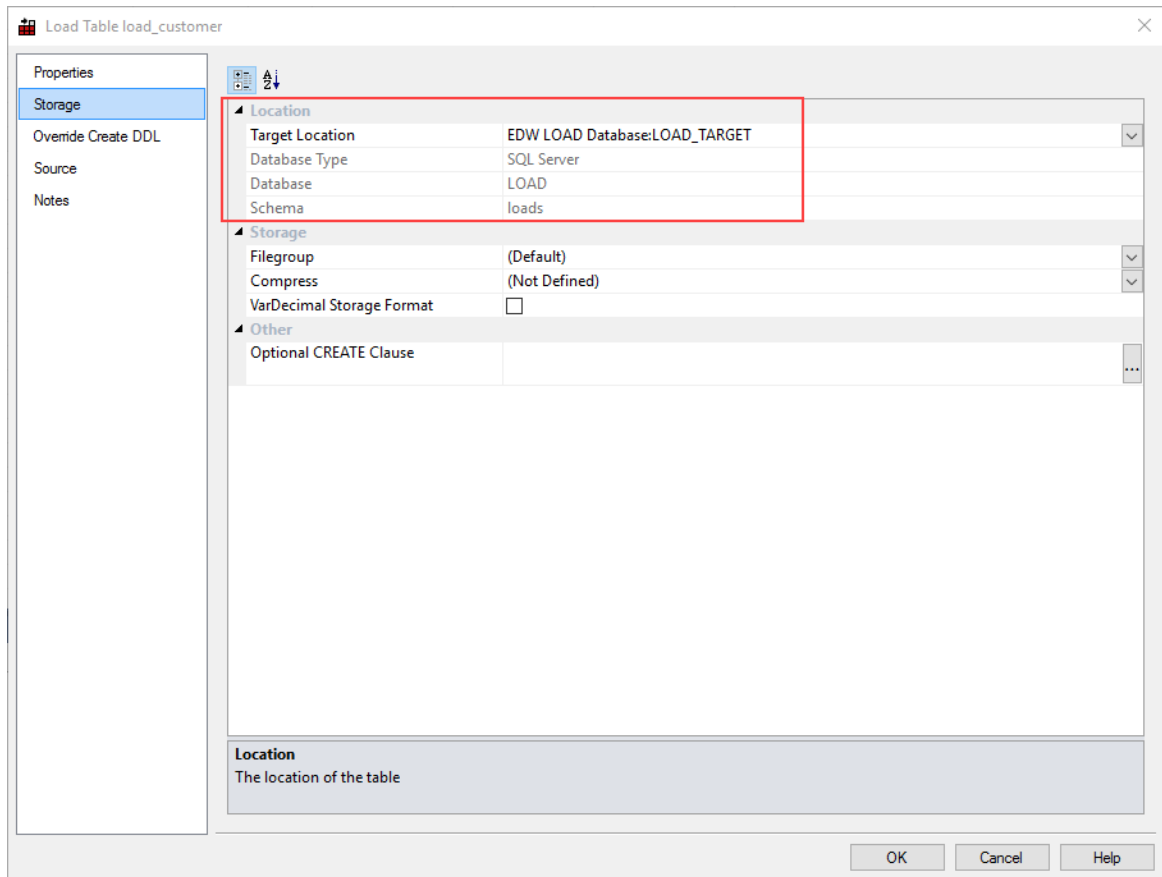 Load Table load_customer
Properties
Storage
Override Create DDL
Source
Notes
Location
Target Location EDW LOAD Database:LOAD_TARGET
Database Type SQL Server
Database LOAD
Schema loads
Storage
Filegroup (Default)
Compress (Not Defined)
VarDecimal Storage Format
Other
Optional CREATE Clause
...
Location
The location of the table
OK Cancel Help